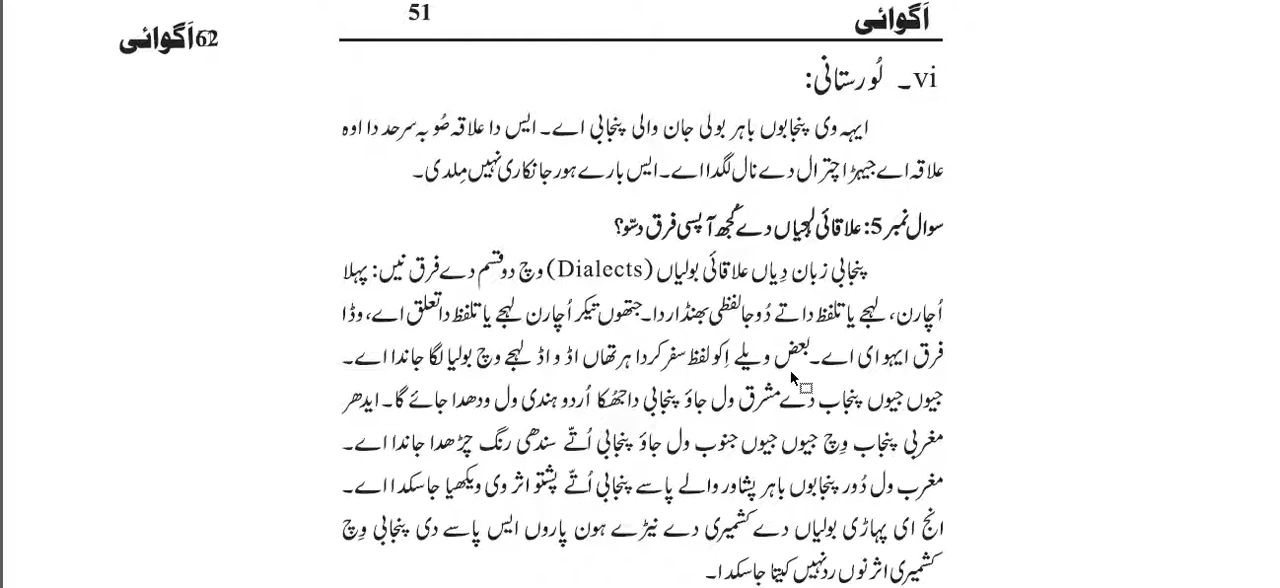 اَگوائی 51
62 اَگوائی
vi۔ لُورستانی:
ایہہ وی پنجابوں باہر بولی جان والی پنجابی اے۔ ایس دا علاقہ صُوبہ سرحد دا اوہ
علاقہ اے جیہڑا چترال دے نال لگدا اے۔ ایس بارے ہور جانکاری نہیں مِلدی۔
سوال نمبر 5: علاقائی لہجیاں دے کُجھ آپسی فرق دسّو؟
پنجابی زبان دِیاں علاقائی بولیاں (Dialects) وچ دو قسم دے فرق نیں: پہلا
اُچارن، لہجے یا تلفظ دا تے دُوجا لفظی بھنڈار دا۔ جتھوں تیکر اُچارن لہجے یا تلفظ دا تعلق اے، وڈا
فرق ایہو ای اے۔ بعض ویلے اِکو لفظ سفر کردا ہر تھاں اڈ و اڈ لہجے وچ بولیا لگا جاندا اے۔
جیوں جیوں پنجاب دے مشرق ول جاؤ پنجابی دا جھُکا اُردو ہندی ول ودھدا جائے گا۔ ایدھر
مغربی پنجاب وِچ جیوں جیوں جنوب ول جاؤ پنجابی اُتّے سندھی رنگ چڑھدا جاندا اے۔
مغرب ول دُور پنجابوں باہر پشاور والے پاسے پنجابی اُتّے پشتو اثر وی ویکھیا جاسکدا اے۔
انج ای پہاڑی بولیاں دے کشمیری دے نیڑے ہون پاروں ایس پاسے دی پنجابی وِچ
کشمیری اثر نوں رد نہیں کیتا جاسکدا۔